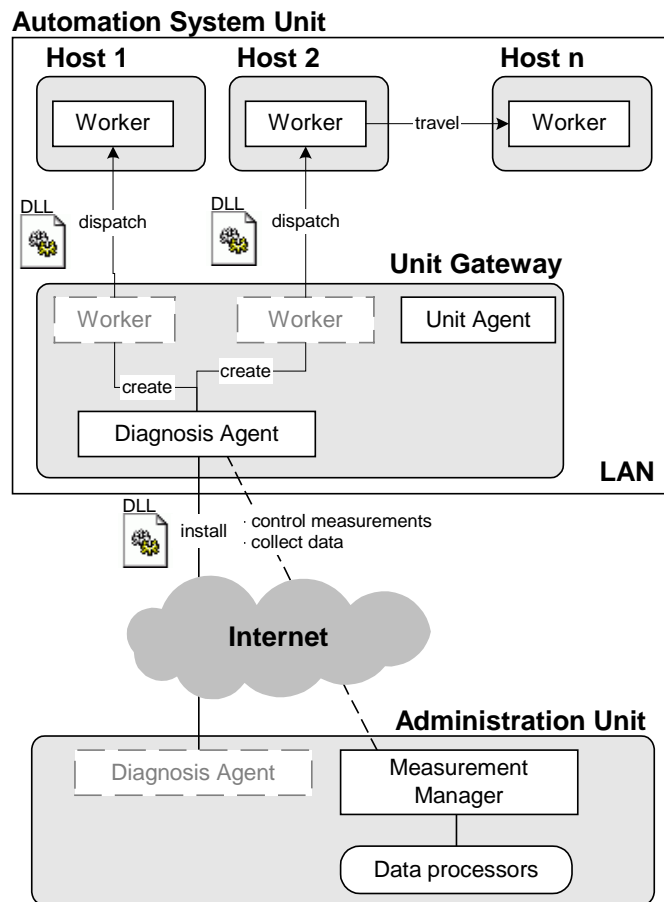 Automation System Unit
Host 1
Host 2
Host n
Worker
Worker
travel
Worker
DLL
dispatch
DLL
dispatch
Unit Gateway
Worker
Worker
Unit Agent
create
create
Diagnosis Agent
LAN
DLL
install
· control measurements
· collect data
Internet
Administration Unit
Diagnosis Agent
Measurement
Manager
Data processors